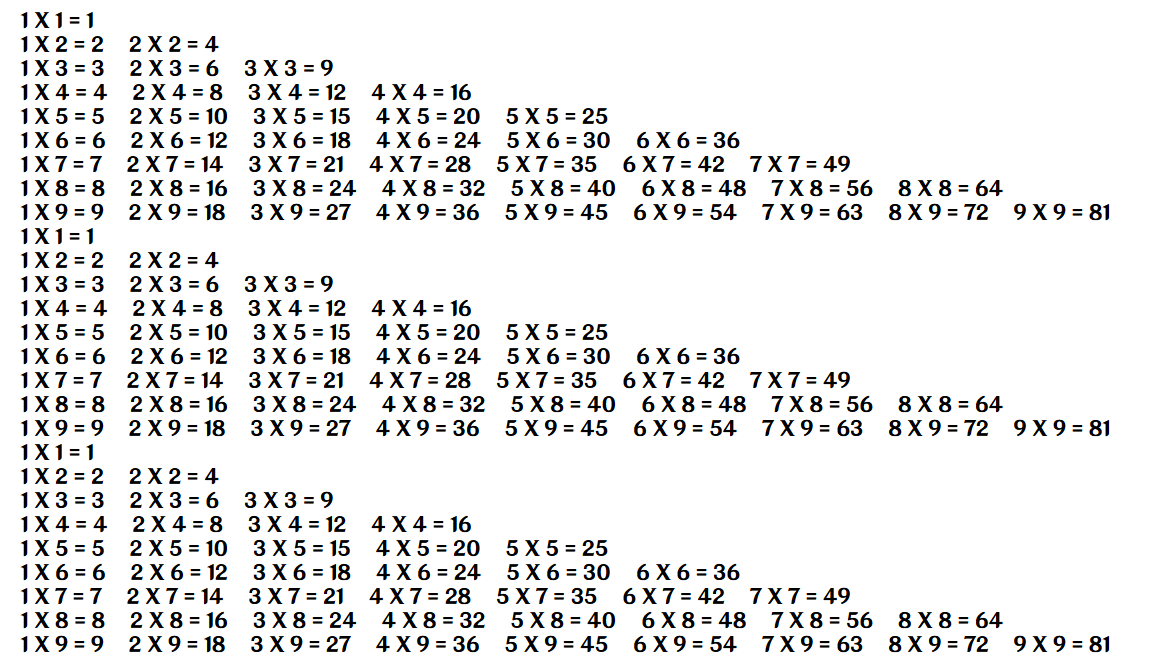 1 X 1 = 1
1 X 2 = 2 2 X 2 = 4
1 X 3 = 3 2 X 3 = 6 3 X 3 = 9
1 X 4 = 4 2 X 4 = 8 3 X 4 = 12 4 X 4 = 16
1 X 5 = 5 2 X 5 = 10 3 X 5 = 15 4 X 5 = 20 5 X 5 = 25
1 X 6 = 6 2 X 6 = 12 3 X 6 = 18 4 X 6 = 24 5 X 6 = 30 6 X 6 = 36
1 X 7 = 7 2 X 7 = 14 3 X 7 = 21 4 X 7 = 28 5 X 7 = 35 6 X 7 = 42 7 X 7 = 49
1 X 8 = 8 2 X 8 = 16 3 X 8 = 24 4 X 8 = 32 5 X 8 = 40 6 X 8 = 48 7 X 8 = 56 8 X 8 = 64
1 X 9 = 9 2 X 9 = 18 3 X 9 = 27 4 X 9 = 36 5 X 9 = 45 6 X 9 = 54 7 X 9 = 63 8 X 9 = 72 9 X 9 = 81
1 X 1 = 1
1 X 2 = 2 2 X 2 = 4
1 X 3 = 3 2 X 3 = 6 3 X 3 = 9
1 X 4 = 4 2 X 4 = 8 3 X 4 = 12 4 X 4 = 16
1 X 5 = 5 2 X 5 = 10 3 X 5 = 15 4 X 5 = 20 5 X 5 = 25
1 X 6 = 6 2 X 6 = 12 3 X 6 = 18 4 X 6 = 24 5 X 6 = 30 6 X 6 = 36
1 X 7 = 7 2 X 7 = 14 3 X 7 = 21 4 X 7 = 28 5 X 7 = 35 6 X 7 = 42 7 X 7 = 49
1 X 8 = 8 2 X 8 = 16 3 X 8 = 24 4 X 8 = 32 5 X 8 = 40 6 X 8 = 48 7 X 8 = 56 8 X 8 = 64
1 X 9 = 9 2 X 9 = 18 3 X 9 = 27 4 X 9 = 36 5 X 9 = 45 6 X 9 = 54 7 X 9 = 63 8 X 9 = 72 9 X 9 = 81
1 X 1 = 1
1 X 2 = 2 2 X 2 = 4
1 X 3 = 3 2 X 3 = 6 3 X 3 = 9
1 X 4 = 4 2 X 4 = 8 3 X 4 = 12 4 X 4 = 16
1 X 5 = 5 2 X 5 = 10 3 X 5 = 15 4 X 5 = 20 5 X 5 = 25
1 X 6 = 6 2 X 6 = 12 3 X 6 = 18 4 X 6 = 24 5 X 6 = 30 6 X 6 = 36
1 X 7 = 7 2 X 7 = 14 3 X 7 = 21 4 X 7 = 28 5 X 7 = 35 6 X 7 = 42 7 X 7 = 49
1 X 8 = 8 2 X 8 = 16 3 X 8 = 24 4 X 8 = 32 5 X 8 = 40 6 X 8 = 48 7 X 8 = 56 8 X 8 = 64
1 X 9 = 9 2 X 9 = 18 3 X 9 = 27 4 X 9 = 36 5 X 9 = 45 6 X 9 = 54 7 X 9 = 63 8 X 9 = 72 9 X 9 = 81